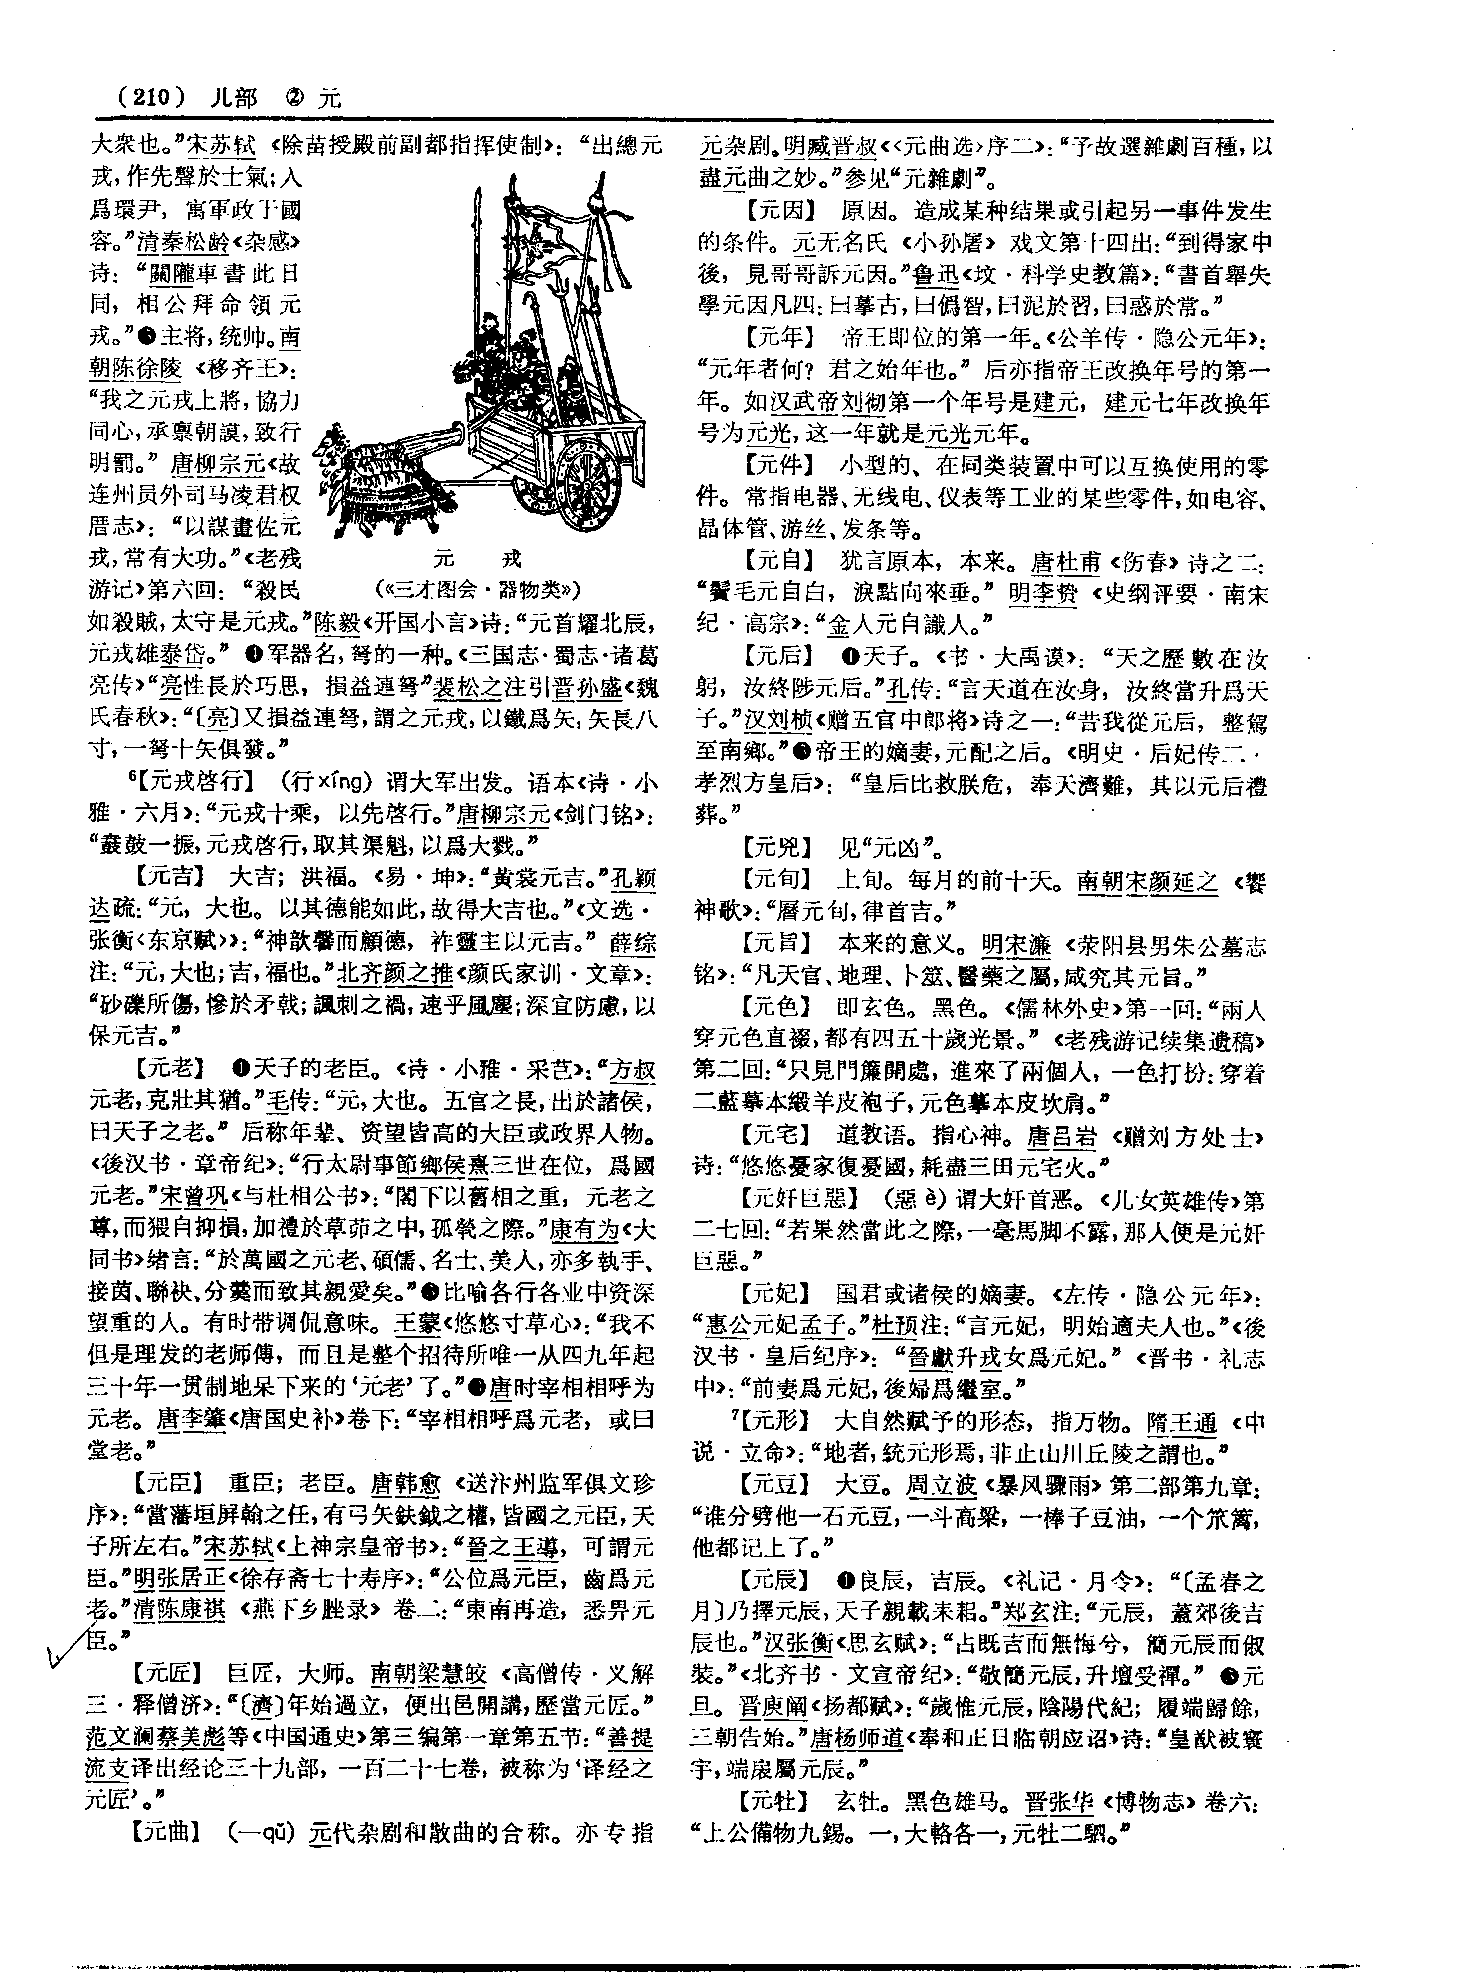 (210) 儿部 ② 元
大衆也。”宋苏轼《除苗授殿前副都指挥使制》：“出總元
戎，作先聲於士氣；入
爲環尹，寓軍政于國
容。”清秦松龄《杂感》
诗：“關隴車書此日
同，相公拜命領元
戎。”❸主将，统帅。南
朝陈徐陵《移齐王》：
“我之元戎上將，協力
同心，承禀朝謨，致行
明罰。”唐柳宗元《故
连州员外司马凌君权
厝志》：“以謀畫佐元
戎，常有大功。”《老残
游记》第六回：“殺民
如殺賊，太守是元戎。”陈毅《开国小言》诗：“元首耀北辰，
元戎雄泰岱。”❹军器名，弩的一种。《三国志·蜀志·诸葛
亮传》“亮性長於巧思，損益連弩”裴松之注引晋孙盛《魏
氏春秋》：“〔亮〕又損益連弩，謂之元戎，以鐵爲矢，矢長八
寸，一弩十矢俱發。”
元 戎
（《三才图会·器物类》）
⁶【元戎啓行】（行xíng）谓大军出发。语本《诗·小
雅·六月》：“元戎十乘，以先啓行。”唐柳宗元《剑门铭》：
“鼖鼓一振，元戎啓行，取其渠魁，以爲大戮。”
【元吉】 大吉；洪福。《易·坤》：“黄裳元吉。”孔颖
达疏：“元，大也。以其德能如此，故得大吉也。”《文选·
张衡〈东京赋〉》：“神歆馨而顧德，祚靈主以元吉。”薛综
注：“元，大也；吉，福也。”北齐颜之推《颜氏家训·文章》：
“砂礫所傷，慘於矛戟；諷刺之禍，速乎風塵；深宜防慮，以
保元吉。”
【元老】 ❶天子的老臣。《诗·小雅·采芑》：“方叔
元老，克壯其猶。”毛传：“元，大也。五官之長，出於諸侯，
曰天子之老。”后称年辈、资望皆高的大臣或政界人物。
《後汉书·章帝纪》：“行太尉事節鄉侯熹三世在位，爲國
元老。”宋曾巩《与杜相公书》：“閣下以舊相之重，元老之
尊，而猥自抑損，加禮於草茆之中，孤煢之際。”康有为《大
同书》绪言：“於萬國之元老、碩儒、名士、美人，亦多執手、
接茵、聯袂、分羹而致其親愛矣。”❷比喻各行各业中资深
望重的人。有时带调侃意味。王蒙《悠悠寸草心》：“我不
但是理发的老师傅，而且是整个招待所唯一从四九年起
三十年一贯制地呆下来的‘元老’了。”❸唐时宰相相呼为
元老。唐李肇《唐国史补》卷下：“宰相相呼爲元老，或曰
堂老。”
【元臣】 重臣；老臣。唐韩愈《送汴州监军俱文珍
序》：“當藩垣屏翰之任，有弓矢鈇鉞之權，皆國之元臣，天
子所左右。”宋苏轼《上神宗皇帝书》：“晉之王導，可謂元
臣。”明张居正《徐存斋七十寿序》：“公位爲元臣，齒爲元
老。”清陈康祺《燕下乡脞录》卷二：“東南再造，悉畀元
臣。”
【元匠】 巨匠，大师。南朝梁慧皎《高僧传·义解
三·释僧济》：“〔濟〕年始過立，便出邑開講，歷當元匠。”
范文澜蔡美彪等《中国通史》第三编第一章第五节：“菩提
流支译出经论三十九部，一百二十七卷，被称为‘译经之
元匠’。”
【元曲】（—qǔ）元代杂剧和散曲的合称。亦专指
元杂剧。明臧晋叔《〈元曲选〉序二》：“予故選雜劇百種，以
盡元曲之妙。”参见“元雜劇”。
【元因】 原因。造成某种结果或引起另一事件发生
的条件。元无名氏《小孙屠》戏文第十四出：“到得家中
後，見哥哥訴元因。”鲁迅《坟·科学史教篇》：“書首舉失
學元因凡四：曰摹古，曰僞智，曰泥於習，曰惑於常。”
【元年】 帝王即位的第一年。《公羊传·隐公元年》：
“元年者何？君之始年也。”后亦指帝王改换年号的第一
年。如汉武帝刘彻第一个年号是建元，建元七年改换年
号为元光，这一年就是元光元年。
【元件】 小型的、在同类装置中可以互换使用的零
件。常指电器、无线电、仪表等工业的某些零件，如电容、
晶体管、游丝、发条等。
【元自】 犹言原本，本来。唐杜甫《伤春》诗之二：
“鬢毛元自白，淚點向來垂。”明李贽《史纲评要·南宋
纪·高宗》：“金人元自識人。”
【元后】 ❶天子。《书·大禹谟》：“天之歷數在汝
躬，汝終陟元后。”孔传：“言天道在汝身，汝終當升爲天
子。”汉刘桢《赠五官中郎将》诗之一：“昔我從元后，整駕
至南鄉。”❷帝王的嫡妻，元配之后。《明史·后妃传二·
孝烈方皇后》：“皇后比救朕危，奉天濟難，其以元后禮
葬。”
【元兇】 见“元凶”。
【元旬】 上旬。每月的前十天。南朝宋颜延之《饗
神歌》：“曆元旬，律首吉。”
【元旨】 本来的意义。明宋濂《荥阳县男朱公墓志
铭》：“凡天官、地理、卜筮、醫藥之屬，咸究其元旨。”
【元色】 即玄色。黑色。《儒林外史》第一回：“兩人
穿元色直裰，都有四五十歲光景。”《老残游记续集遗稿》
第二回：“只見門簾開處，進來了兩個人，一色打扮：穿着
二藍摹本緞羊皮袍子，元色摹本皮坎肩。”
【元宅】 道教语。指心神。唐吕岩《赠刘方处士》
诗：“悠悠憂家復憂國，耗盡三田元宅火。”
【元奸巨惡】（惡è）谓大奸首恶。《儿女英雄传》第
二七回：“若果然當此之際，一毫馬脚不露，那人便是元奸
巨惡。”
【元妃】 国君或诸侯的嫡妻。《左传·隐公元年》：
“惠公元妃孟子。”杜预注：“言元妃，明始適夫人也。”《後
汉书·皇后纪序》：“晉獻升戎女爲元妃。”《晋书·礼志
中》：“前妻爲元妃，後婦爲繼室。”
⁷【元形】 大自然赋予的形态，指万物。隋王通《中
说·立命》：“地者，统元形焉，非止山川丘陵之謂也。”
【元豆】 大豆。周立波《暴风骤雨》第二部第九章：
“谁分劈他一石元豆，一斗高粱，一棒子豆油，一个笊篱，
他都记上了。”
【元辰】 ❶良辰，吉辰。《礼记·月令》：“〔孟春之
月〕乃擇元辰，天子親載耒耜。”郑玄注：“元辰，蓋郊後吉
辰也。”汉张衡《思玄赋》：“占既吉而無悔兮，簡元辰而俶
裝。”《北齐书·文宣帝纪》：“敬簡元辰，升壇受禪。”❷元
旦。晋庾阐《扬都赋》：“歲惟元辰，陰陽代紀；履端歸餘，
三朝告始。”唐杨师道《奉和正日临朝应诏》诗：“皇猷被寰
宇，端扆屬元辰。”
【元牡】 玄牡。黑色雄马。晋张华《博物志》卷六：
“上公備物九錫。一，大輅各一，元牡二駟。”